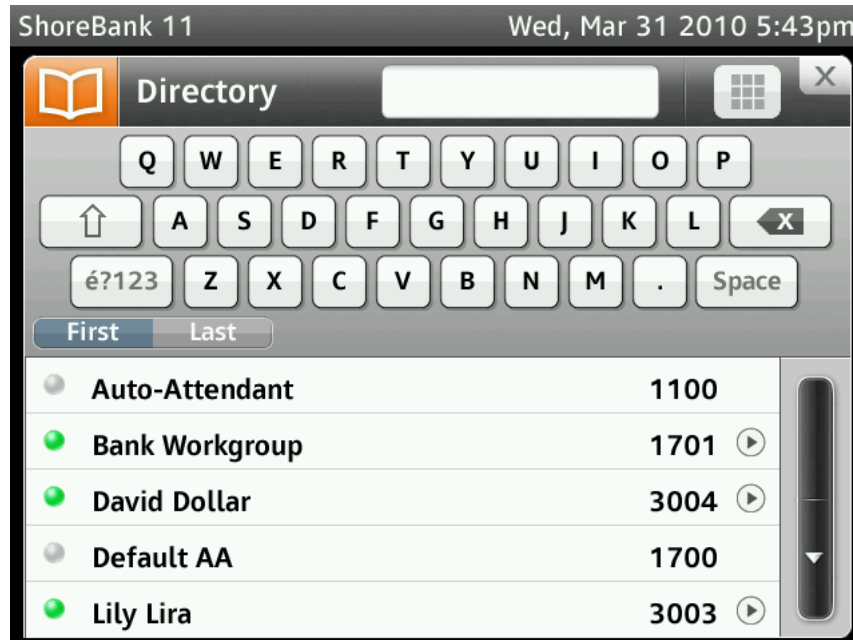 ShoreBank 11 Wed, Mar 31 2010 5:43pm
Directory X
Q W E R T Y U I O P
A S D F G H J K L X
é?123 Z X C V B N M . Space
First Last
Auto-Attendant 1100
Bank Workgroup 1701
David Dollar 3004
Default AA 1700
Lily Lira 3003